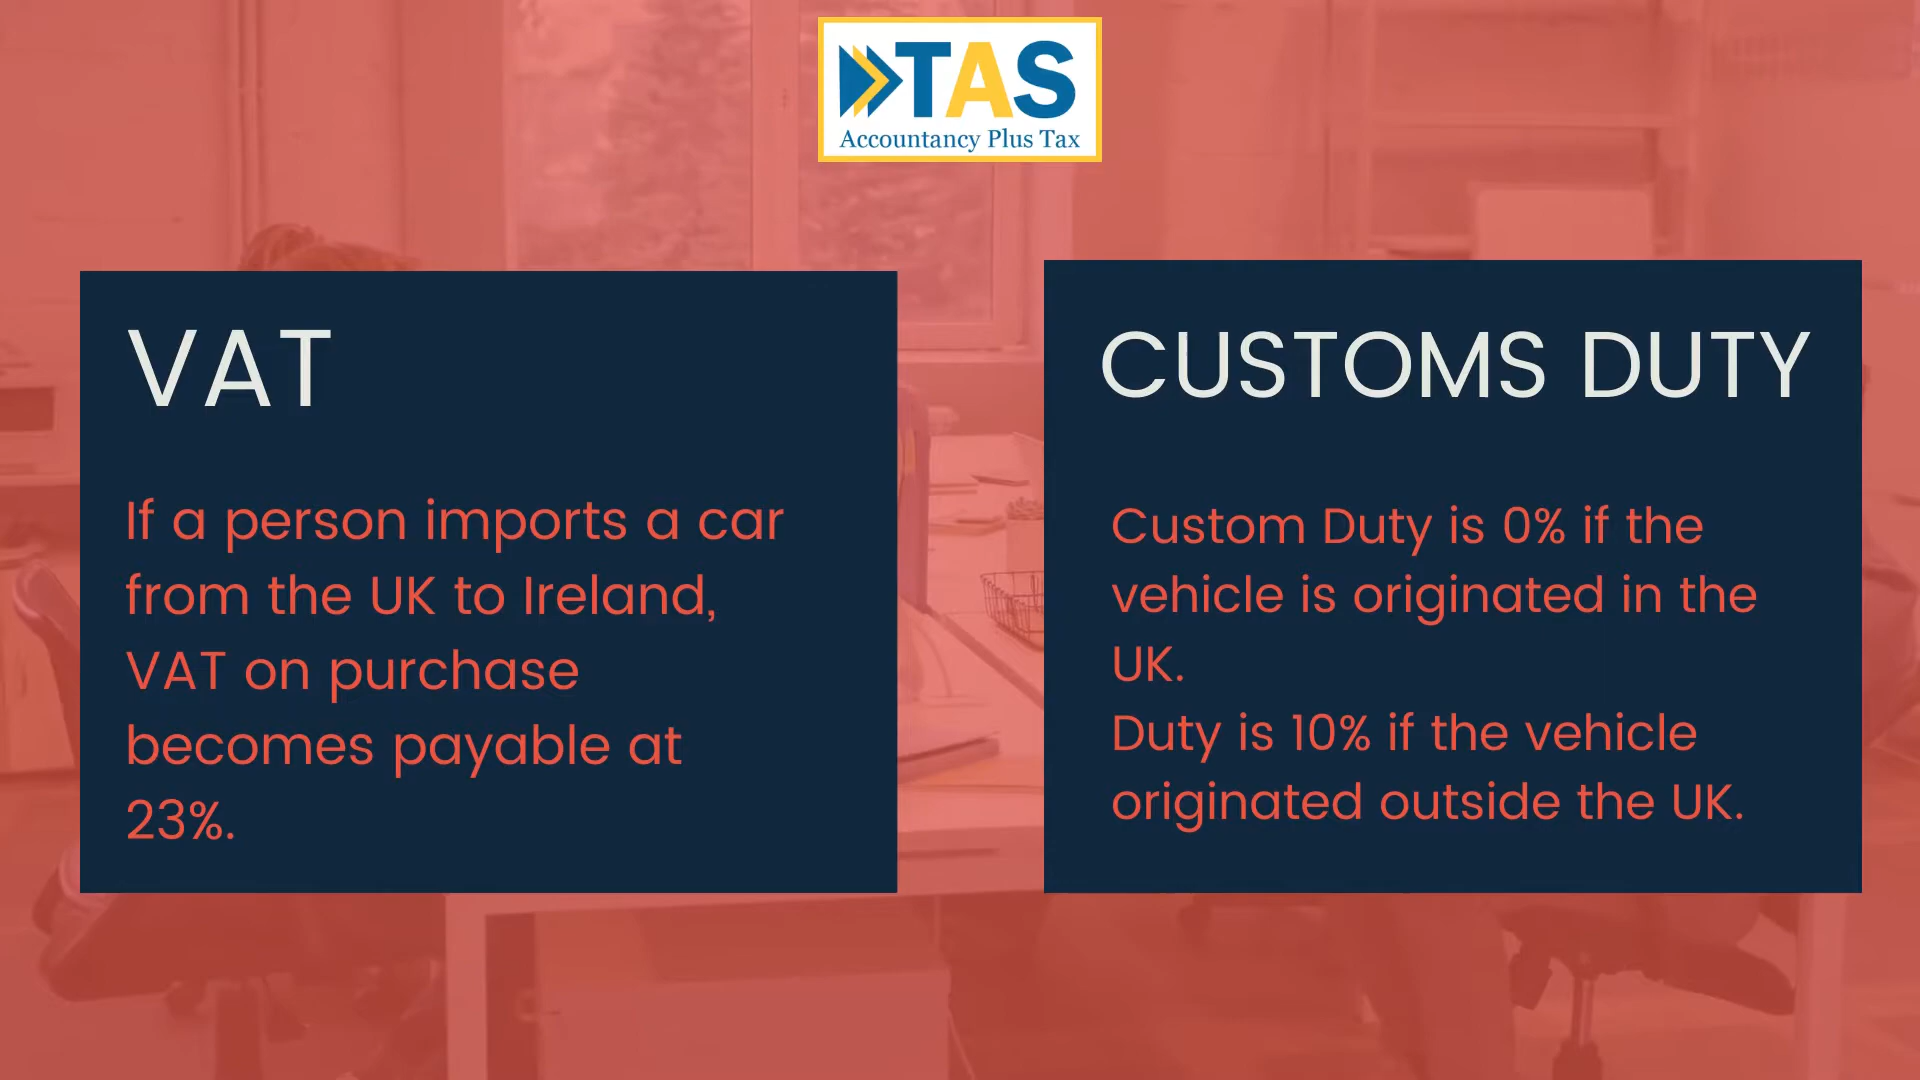 TAS
Accountancy Plus Tax
VAT
If a person imports a car
from the UK to Ireland,
VAT on purchase
becomes payable at
23%.
CUSTOMS DUTY
Custom Duty is 0% if the
vehicle is originated in the
UK.
Duty is 10% if the vehicle
originated outside the UK.